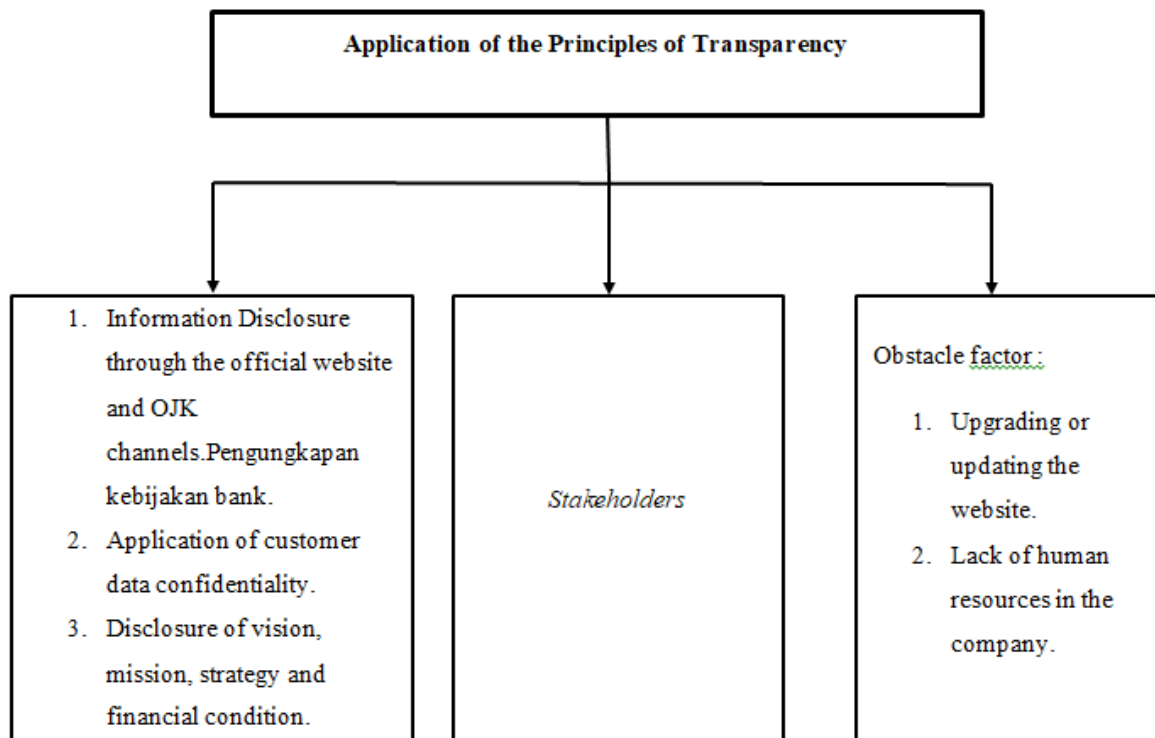 Application of the Principles of Transparency
1. Information Disclosure
through the official website
and OJK
channels.Pengungkapan
kebijakan bank.
2. Application of customer
data confidentiality.
3. Disclosure of vision,
mission, strategy and
financial condition.
Stakeholders
Obstacle factor :
1. Upgrading or
updating the
website.
2. Lack of human
resources in the
company.